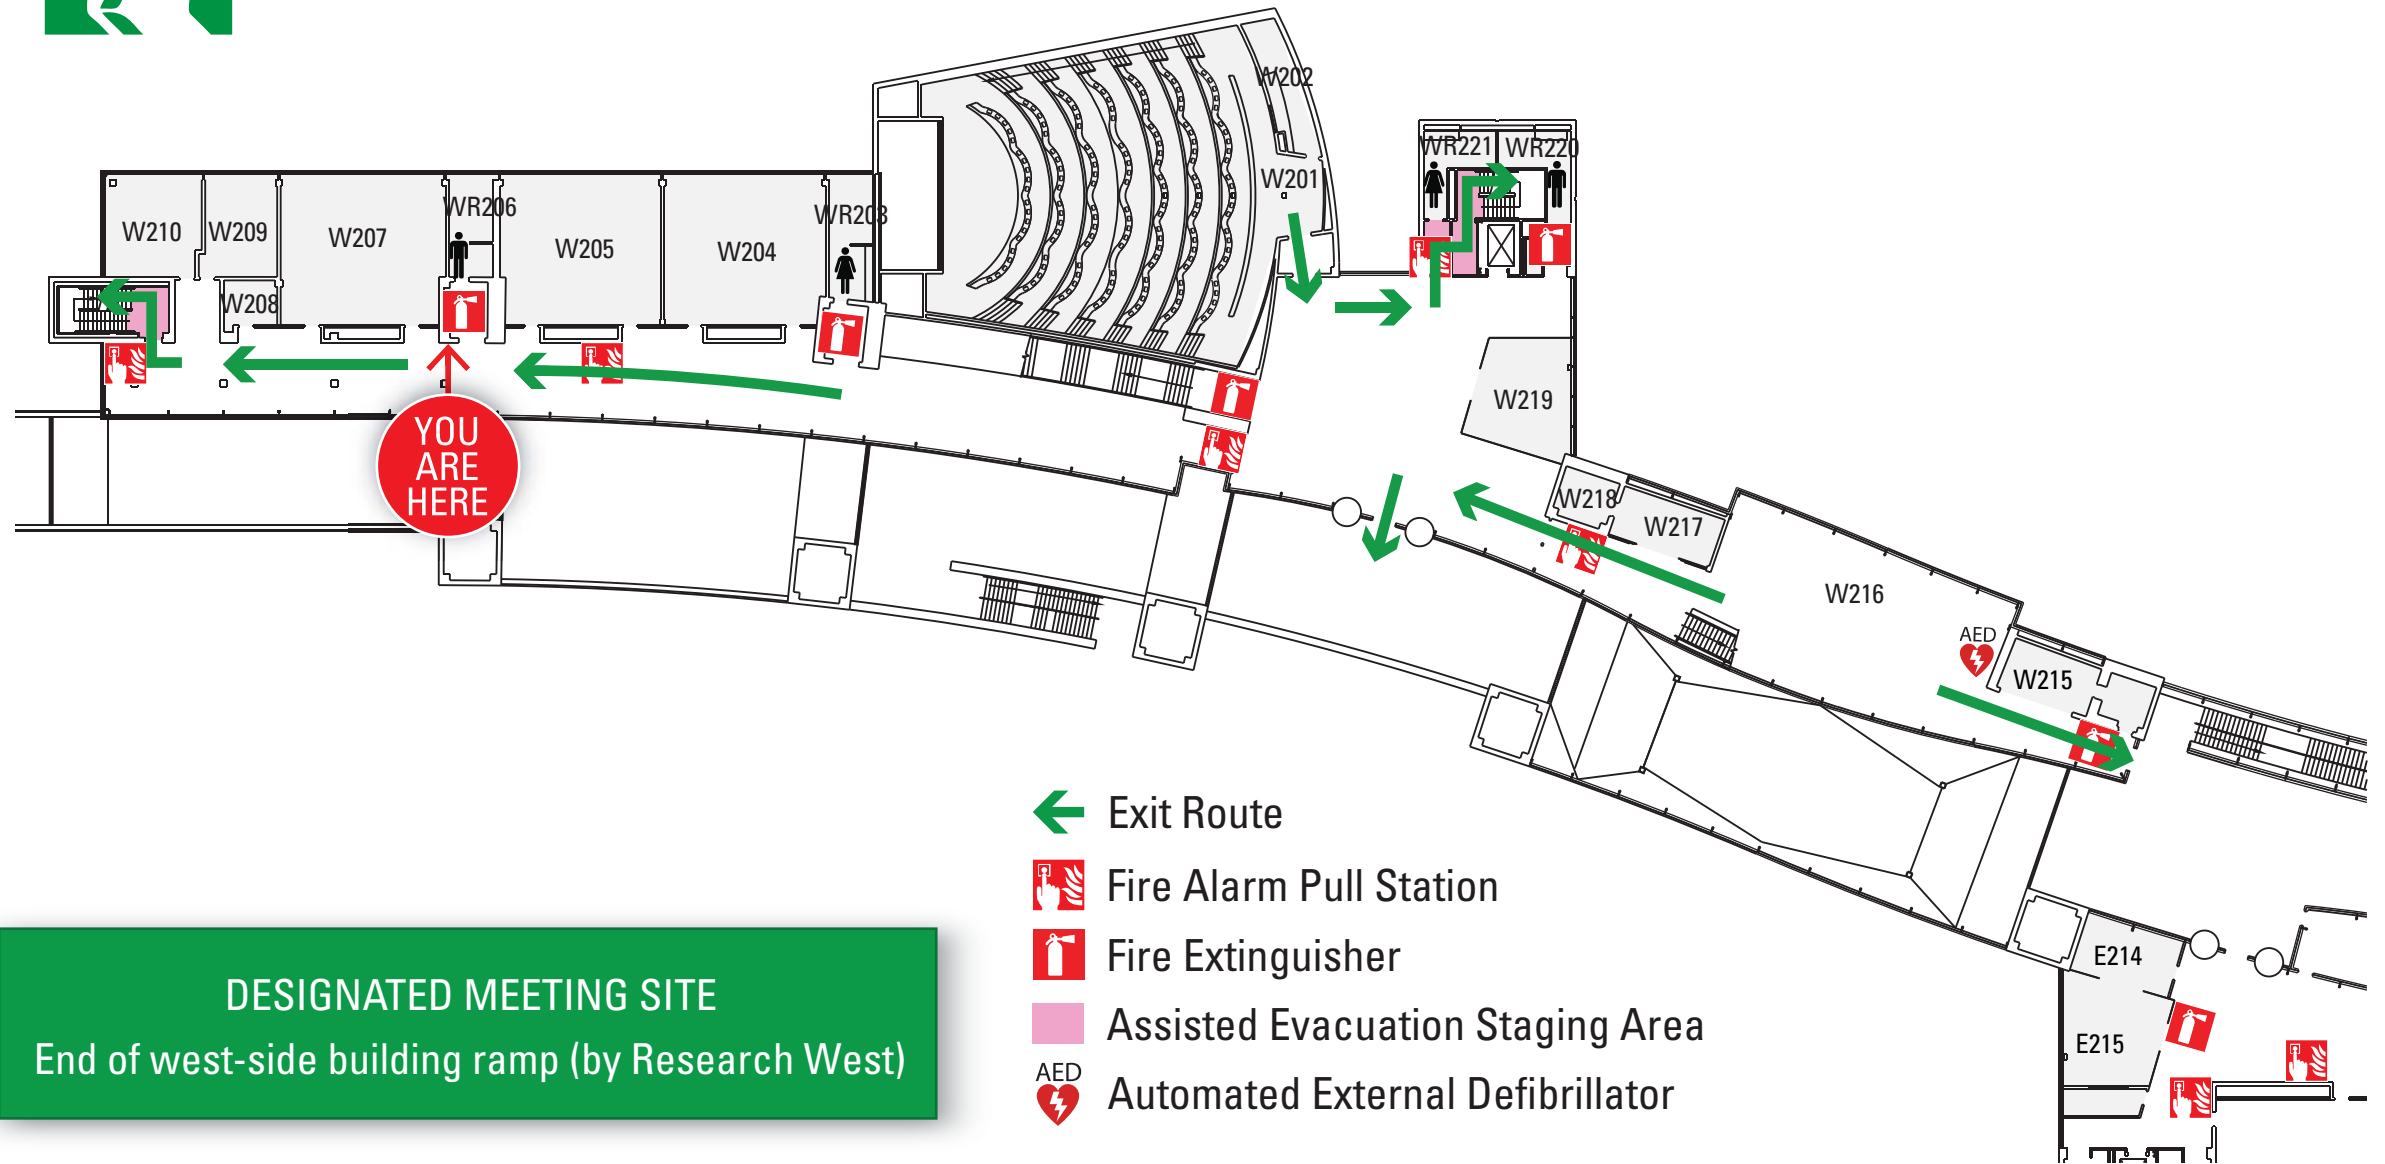 W202
WR221
WR220
W201
WR206
WR203
W210
W209
W207
W205
W204
W208
W219
YOU
ARE
HERE
W218
W217
W216
AED
W215
E214
E215
Exit Route
Fire Alarm Pull Station
Fire Extinguisher
Assisted Evacuation Staging Area
AED
Automated External Defibrillator
DESIGNATED MEETING SITE
End of west-side building ramp (by Research West)